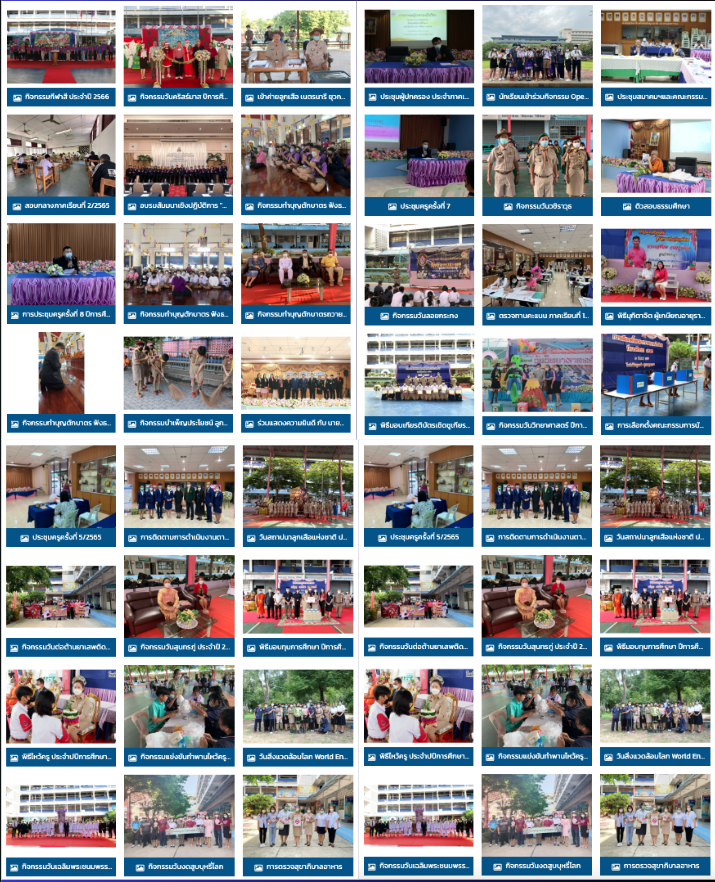 กิจกรรมกีฬาสี ประจำปี 2566
กิจกรรมวันคริสร์มาส ปีการศึ...
เข้าค่ายลูกเสือ เนตรนารี ยุวก...
ประชุมผู้ปกครอง ประจำภาคเ...
นักเรียนเข้าร่วมกิจกรรม Ope...
ประชุมสมาคมฯและคณะกรรม...
สอบกลางภาคเรียนที่ 2/2565
อบรมสัมมนาเชิงปฏิบัติการ "...
กิจกรรมทำบุญตักบาตร ฟังธ...
ประชุมครูครั้งที่ 7
กิจกรรมวันวชิราวุธ
ติวสอบธรรมศึกษา
การประชุมครูครั้งที่ 8 ปีการศึ...
กิจกรรมทำบุญตักบาตร ฟังธ...
กิจกรรมทำบุญตักบาตรถวาย...
กิจกรรมวันลอยกระทง
ตรวจทานคะแนน ภาคเรียนที่ 1...
พิธีมุทิตาจิต ผู้เกษียณอายุรา...
กิจกรรมทำบุญตักบาตร ฟังธ...
กิจกรรมบำเพ็ญประโยชน์ ลูก...
ร่วมแสดงความยินดี กับ นาย...
พิธีมอบเกียรติบัตรเชิดชูเกียร...
กิจกรรมวันวิทยาศาสตร์ ปีกา...
การเลือกตั้งคณะกรรมการนั...
ประชุมครูครั้งที่ 5/2565
การติดตามการดำเนินงานตา...
วันสถาปนาลูกเสือแห่งชาติ ป...
ประชุมครูครั้งที่ 5/2565
การติดตามการดำเนินงานตา...
วันสถาปนาลูกเสือแห่งชาติ ป...
กิจกรรมวันต่อต้านยาเสพติด...
กิจกรรมวันสุนทรภู่ ประจำปี 2...
พิธีมอบทุนการศึกษา ปีการศึ...
กิจกรรมวันต่อต้านยาเสพติด...
กิจกรรมวันสุนทรภู่ ประจำปี 2...
พิธีมอบทุนการศึกษา ปีการศึ...
พิธีไหว้ครู ประจำปีการศึกษา...
กิจกรรมแข่งขันทำพานไหว้ครู...
วันสิ่งแวดล้อมโลก World En...
พิธีไหว้ครู ประจำปีการศึกษา...
กิจกรรมแข่งขันทำพานไหว้ครู...
วันสิ่งแวดล้อมโลก World En...
กิจกรรมวันเฉลิมพระชนมพรร...
กิจกรรมวันงดสูบบุหรี่โลก
การตรวจสุขาภิบาลอาหาร
กิจกรรมวันเฉลิมพระชนมพรร...
กิจกรรมวันงดสูบบุหรี่โลก
การตรวจสุขาภิบาลอาหาร